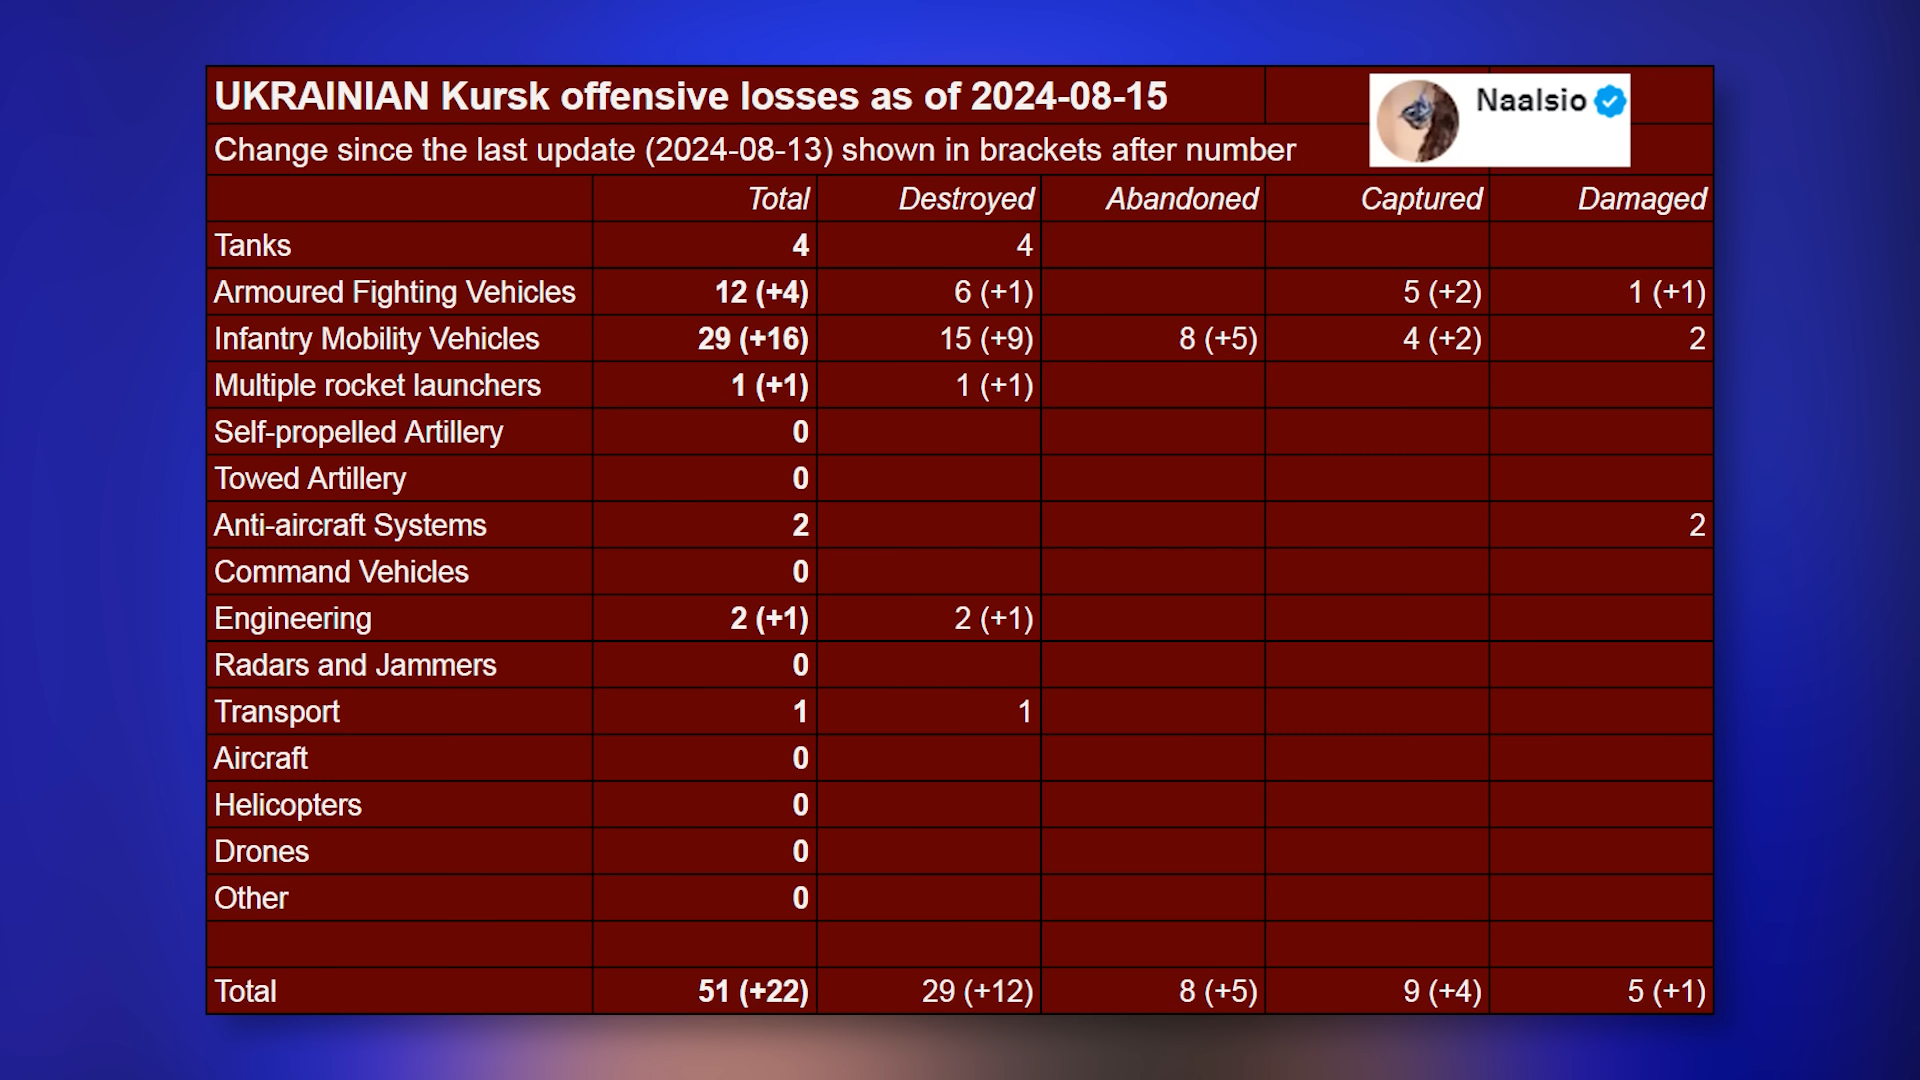 UKRAINIAN Kursk offensive losses as of 2024-08-15
Naalsio
Change since the last update (2024-08-13) shown in brackets after number
Total Destroyed Abandoned Captured Damaged
Tanks 4 4
Armoured Fighting Vehicles 12 (+4) 6 (+1) 5 (+2) 1 (+1)
Infantry Mobility Vehicles 29 (+16) 15 (+9) 8 (+5) 4 (+2) 2
Multiple rocket launchers 1 (+1) 1 (+1)
Self-propelled Artillery 0
Towed Artillery 0
Anti-aircraft Systems 2 2
Command Vehicles 0
Engineering 2 (+1) 2 (+1)
Radars and Jammers 0
Transport 1 1
Aircraft 0
Helicopters 0
Drones 0
Other 0
Total 51 (+22) 29 (+12) 8 (+5) 9 (+4) 5 (+1)